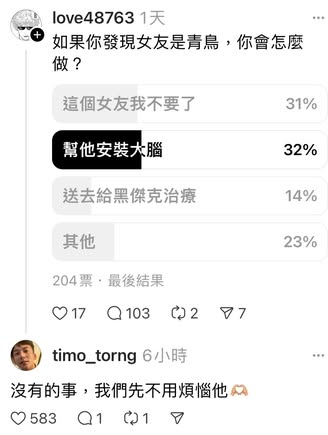 love48763 1天
如果你發現女友是青鳥，你會怎麼
做？
這個女友我不要了 31%
幫他安裝大腦 32%
送去給黑傑克治療 14%
其他 23%
204票・最後結果
17 103 2 7
timo_torng 6小時
沒有的事，我們先不用煩惱他🫶🏼
583 1 1